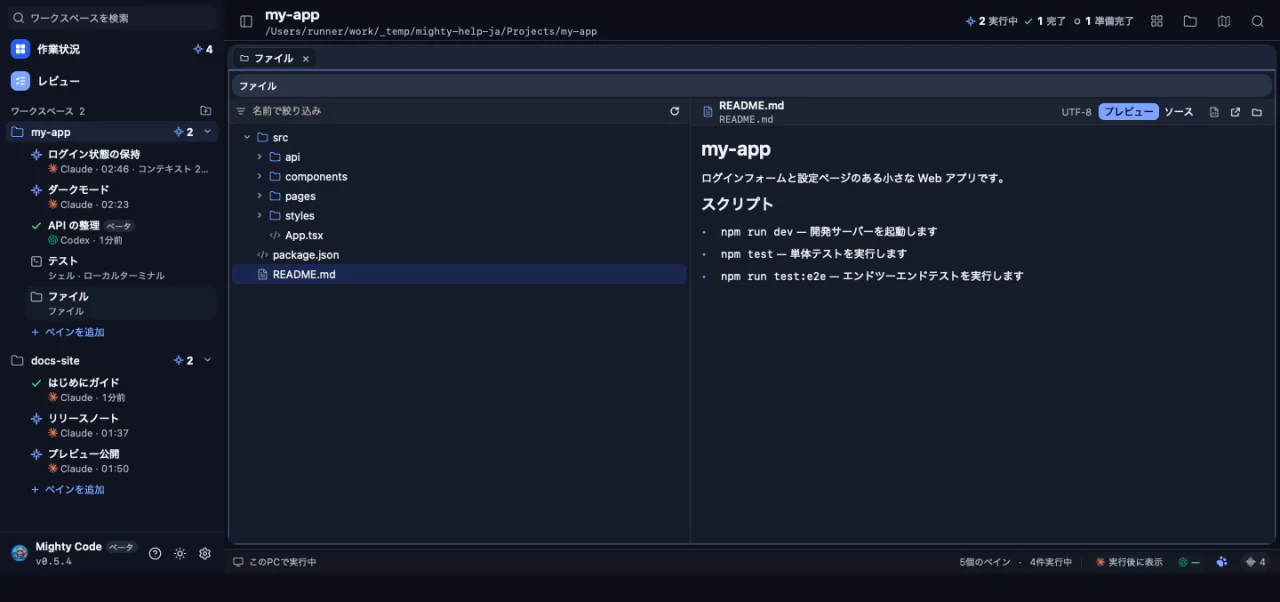 ワークスペースを検索
作業状況 4
レビュー
ワークスペース 2
my-app 2
ログイン状態の保持
Claude · 02:46 · コンテキスト 2...
ダークモード
Claude · 02:23
API の整理 ベータ
Codex · 1分前
テスト
シェル · ローカルターミナル
ファイル
ファイル
+ ペインを追加
docs-site 2
はじめにガイド
Claude · 1分前
リリースノート
Claude · 01:37
プレビュー公開
Claude · 01:50
+ ペインを追加
Mighty Code ベータ
v0.5.4
my-app
/Users/runner/work/_temp/mighty-help-ja/Projects/my-app
2 実行中 1 完了 1 準備完了
ファイル ×
ファイル
名前で絞り込み
src
api
components
pages
styles
App.tsx
package.json
README.md
README.md
README.md
UTF-8 プレビュー ソース
my-app
ログインフォームと設定ページのある小さな Web アプリです。
スクリプト
• npm run dev — 開発サーバーを起動します
• npm test — 単体テストを実行します
• npm run test:e2e — エンドツーエンドテストを実行します
このPCで実行中
5個のペイン · 4件実行中 実行後に表示 — 4